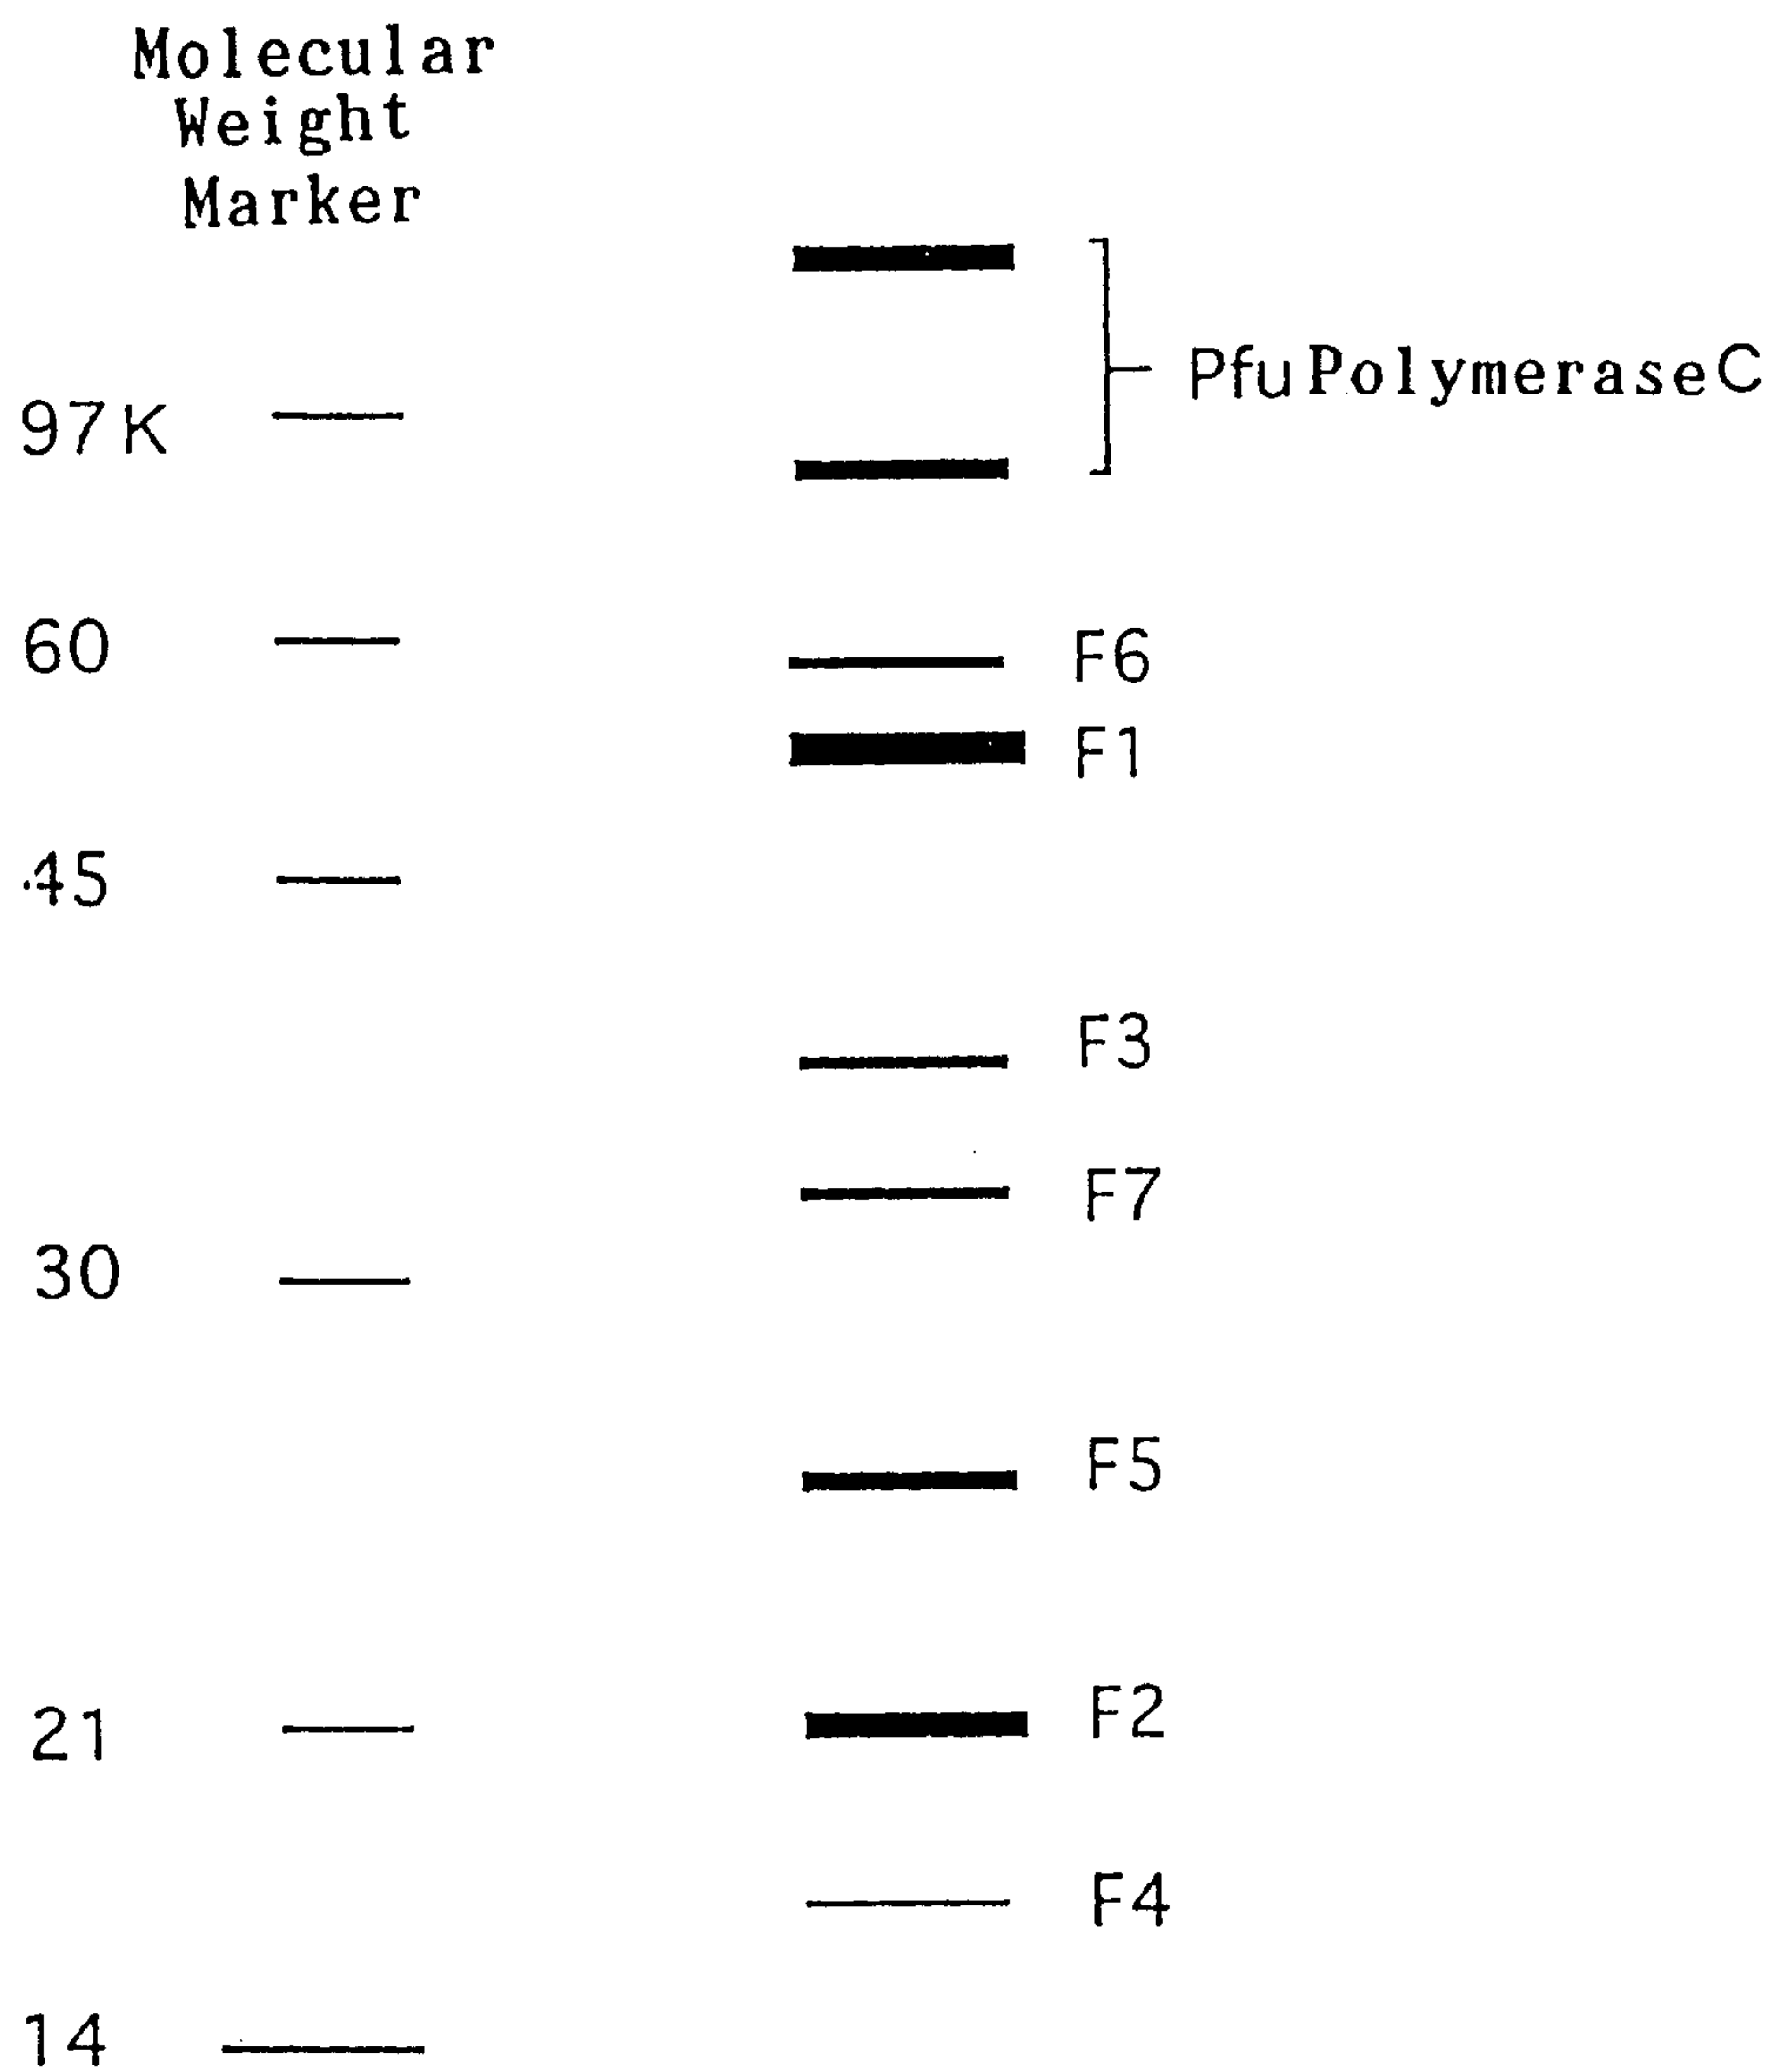 Molecular
Weight
Marker
PfuPolymeraseC
97K
60
F6
F1
45
F3
F7
30
F5
21
F2
F4
14